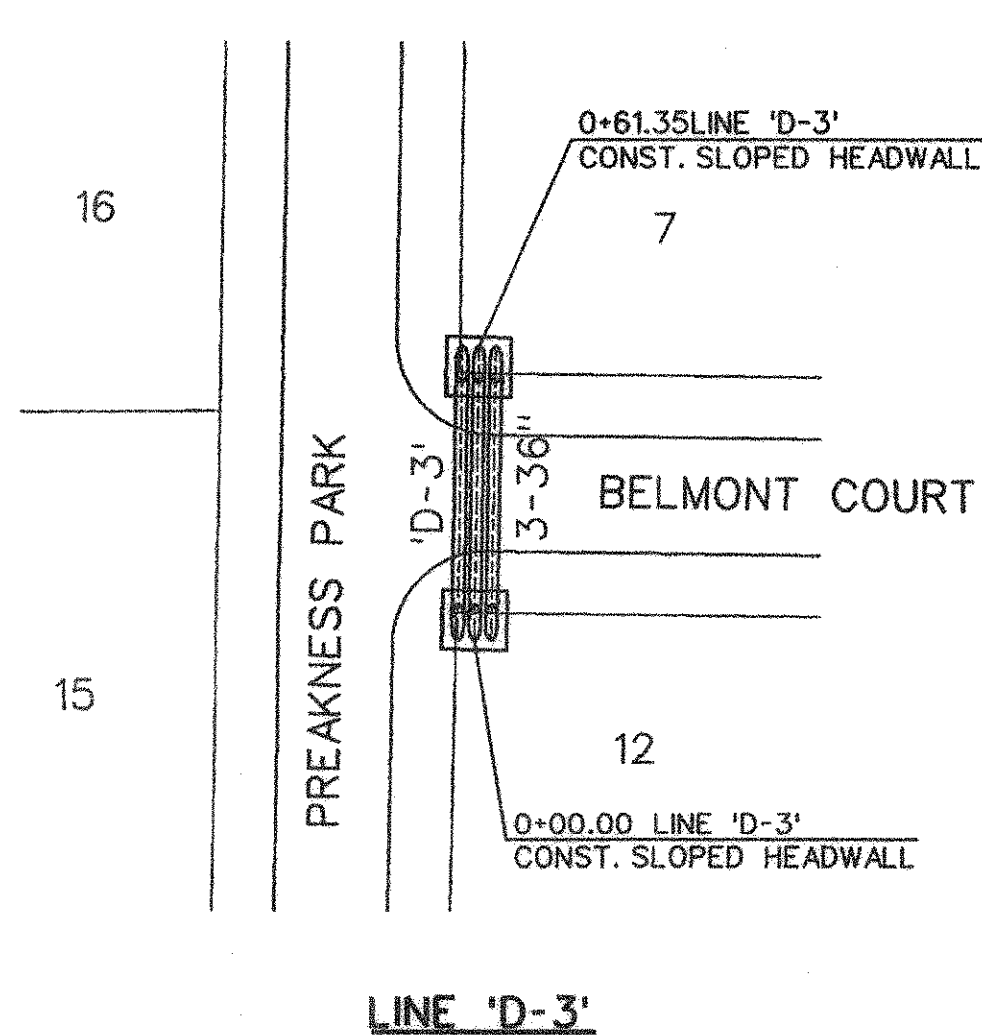 0+61.35LINE 'D-3'
CONST. SLOPED HEADWALL
16
7
PREAKNESS PARK
'D-3'
3-36"
BELMONT COURT
15
12
0+00.00 LINE 'D-3'
CONST. SLOPED HEADWALL
LINE 'D-3'